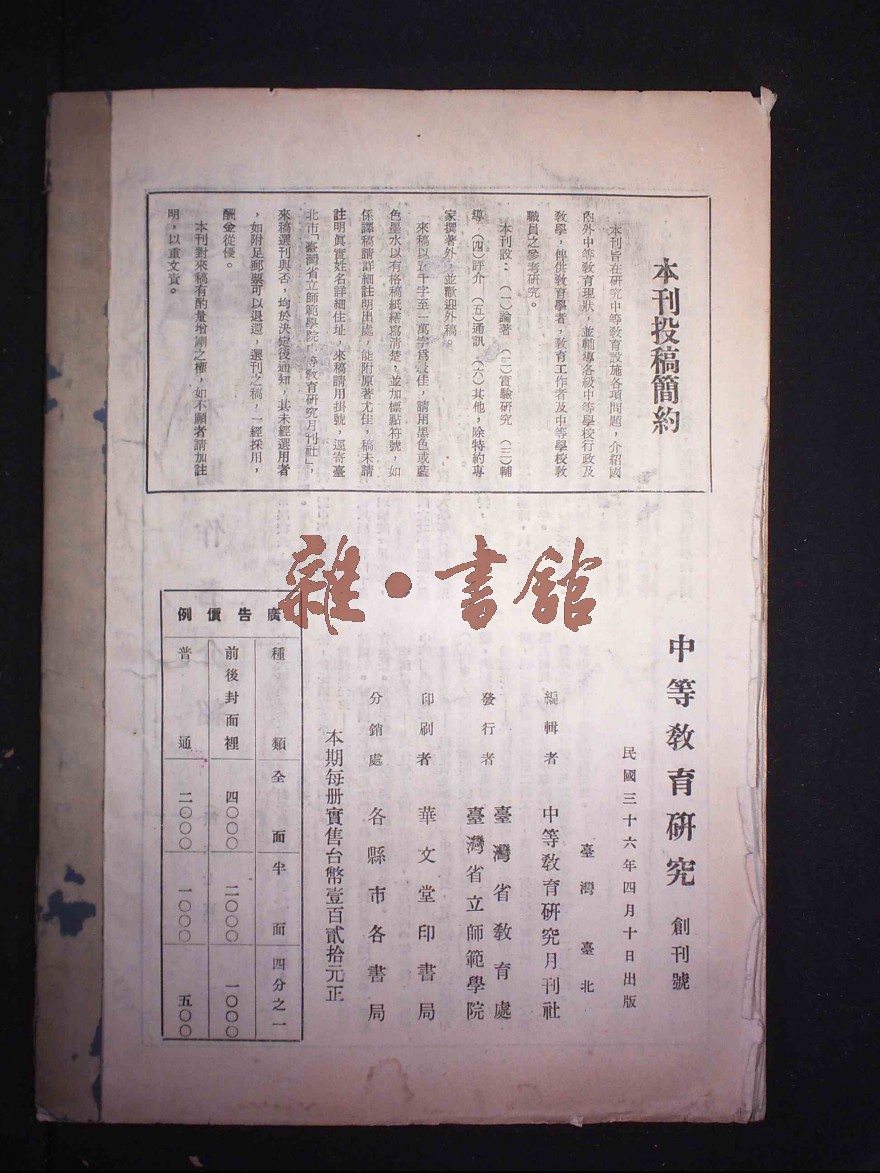 本刊投稿簡約
本刊旨在研究中等教育設施各項問題，介紹國
內外中等教育現狀，並輔導各級中等學校行政及
教學，俾供教育學者，教育工作者及中等學校教
職員之參考研究。
本刊設：（一）論著　（二）實驗研究　（三）輔
導（四）評介　（五）通訊　（六）其他，除特約專
家撰著外，並歡迎外稿。
來稿以五千字至一萬字爲最佳，請用黑色或藍
色墨水以有格稿紙繕寫清楚，並加標點符號，如
係譯稿請詳細註明出處，能附原著尤佳，稿末請
註明眞實姓名詳細住址，來稿請用掛號，逕寄臺
北市「臺灣省立師範學院中等教育研究月刊社」，
來稿選刊與否，均於決定後通知，其未經選用者
，如附足郵票可以退還，選刊之稿，一經採用，
酬金從優。
本刊對來稿有酌量增刪之權，如不願者請加註
明，以重文責。
雜•書館
中等教育研究 創刊號
民國三十六年四月十日出版
臺灣臺北
編輯者 中等教育研究月刊社
發行者 臺灣省教育處
臺灣省立師範學院
印刷者 華文堂印書局
分銷處 各縣市各書局
本期每册實售台幣壹百貳拾元正
廣告價例
種類 全面 半面 四分之一
前後封面裡 四〇〇〇 二〇〇〇 一〇〇〇
普通 二〇〇〇 一〇〇〇 五〇〇